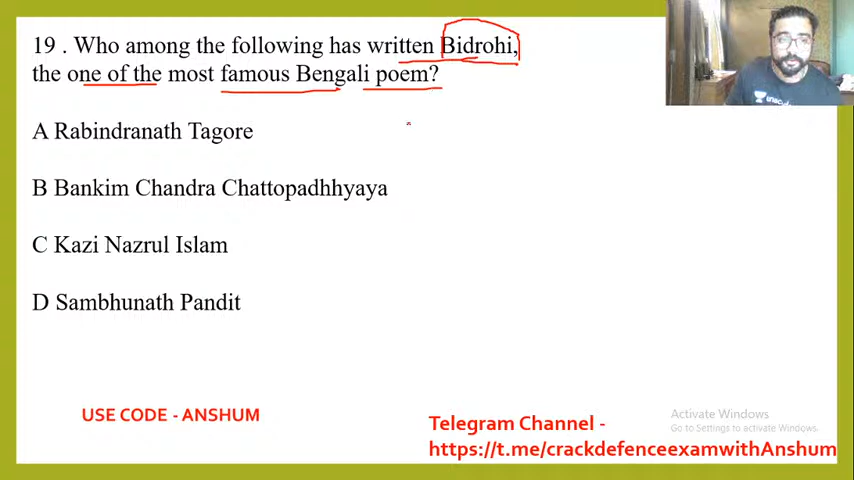 19 . Who among the following has written Bidrohi,
the one of the most famous Bengali poem?
A Rabindranath Tagore
B Bankim Chandra Chattopadhhyaya
C Kazi Nazrul Islam
D Sambhunath Pandit
USE CODE - ANSHUM
Telegram Channel -
https://t.me/crackdefenceexamwithAnshum
Activate Windows
Go to Settings to activate Windows.